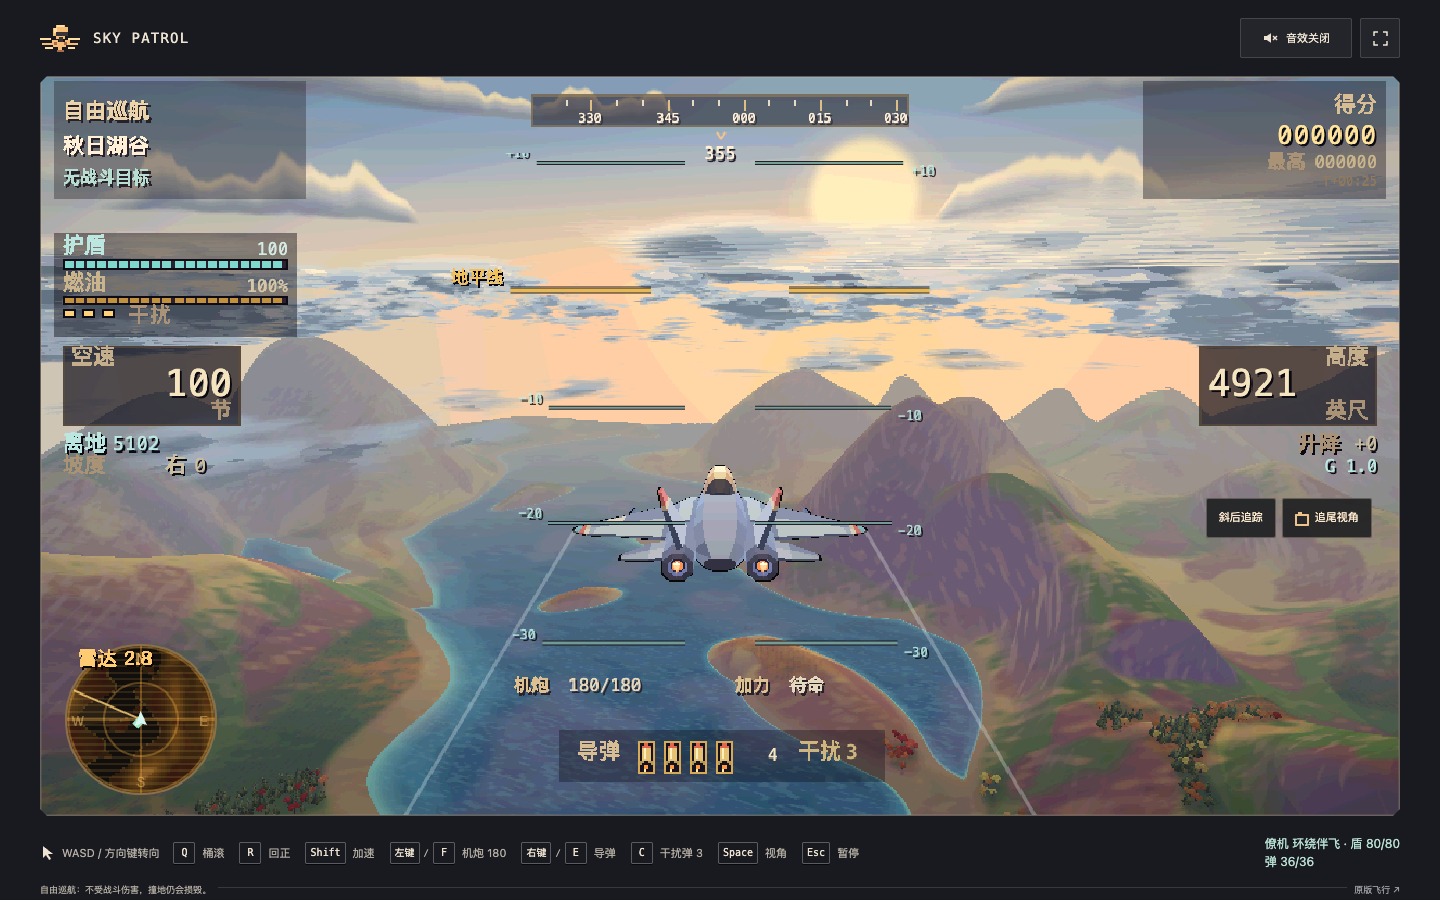 SKY PATROL
音效关闭
自由巡航
秋日湖谷
无战斗目标
330 345 000 015 030
355
得分
000000
最高 000000
+10
护盾 100
燃油 100%
干扰
地平线
空速
100
节
高度
4921
英尺
-10 -10
离地 5102
坡度 右 0
升降 +0
G 1.0
斜后追踪 追尾视角
-20 -20
-30 -30
雷达 2.8
W E
S
机炮 180/180 加力 待命
导弹 4 干扰 3
WASD / 方向键转向 Q 桶滚 R 回正 Shift 加速 左键 / F 机炮 180 右键 / E 导弹 C 干扰弹 3 Space 视角 Esc 暂停
僚机 环绕伴飞 · 盾 80/80
弹 36/36
自由巡航：不受战斗伤害，撞地仍会损毁。
原版飞行 ↗